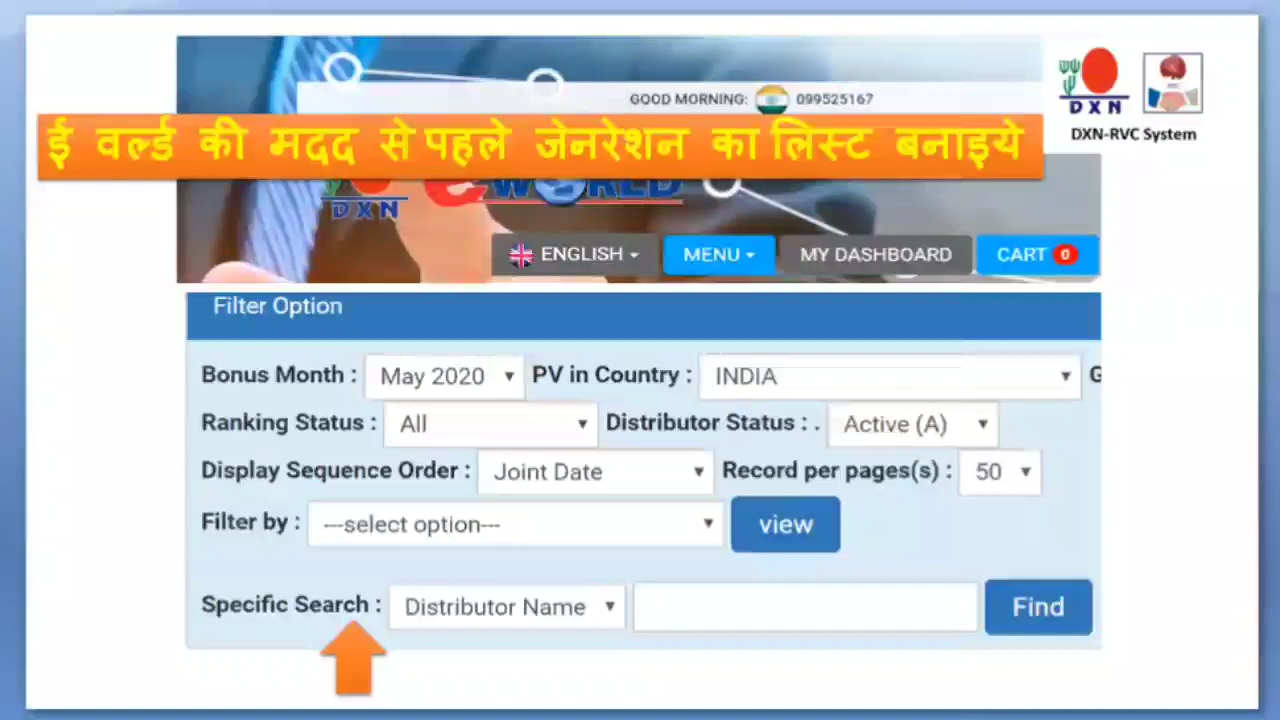 GOOD MORNING: 099525167
DXN
DXN-RVC System
ई वर्ल्ड की मदद से पहले जेनरेशन का लिस्ट बनाइये
DXN eWORLD
ENGLISH MENU MY DASHBOARD CART 0
Filter Option
Bonus Month : May 2020 PV in Country : INDIA G
Ranking Status : All Distributor Status : . Active (A)
Display Sequence Order : Joint Date Record per pages(s) : 50
Filter by : ---select option--- view
Specific Search : Distributor Name Find